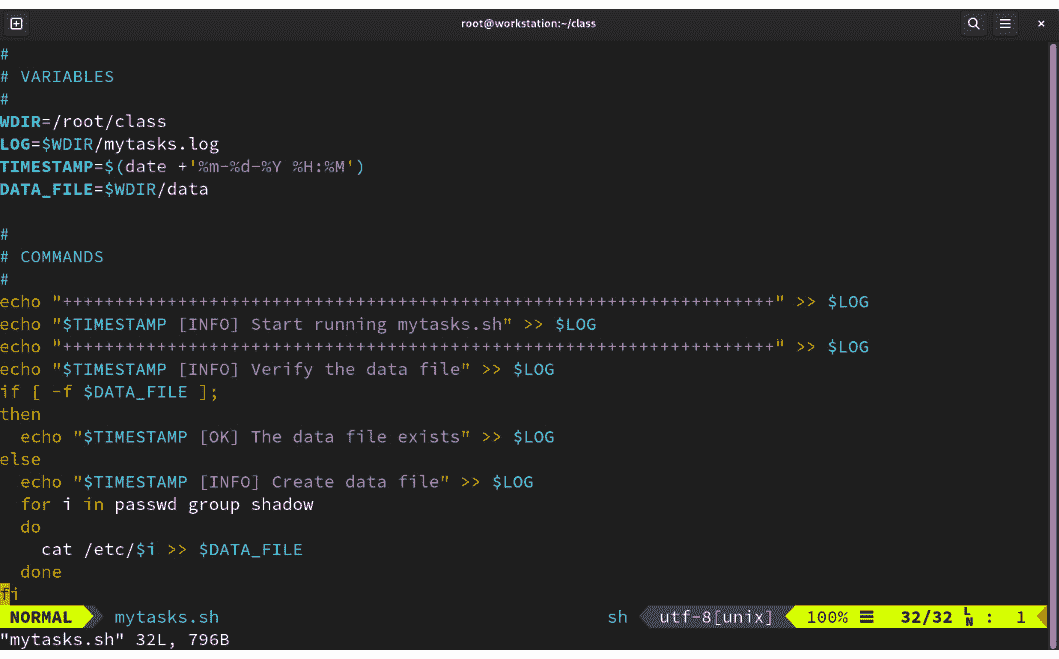 root@workstation:~/class
#
# VARIABLES
#
WDIR=/root/class
LOG=$WDIR/mytasks.log
TIMESTAMP=$(date +'%m-%d-%Y %H:%M')
DATA_FILE=$WDIR/data
#
# COMMANDS
#
echo "++++++++++++++++++++++++++++++++++++++++++++++++++++++++++++++++++++" >> $LOG
echo "$TIMESTAMP [INFO] Start running mytasks.sh" >> $LOG
echo "++++++++++++++++++++++++++++++++++++++++++++++++++++++++++++++++++++" >> $LOG
echo "$TIMESTAMP [INFO] Verify the data file" >> $LOG
if [ -f $DATA_FILE ];
then
  echo "$TIMESTAMP [OK] The data file exists" >> $LOG
else
  echo "$TIMESTAMP [INFO] Create data file" >> $LOG
  for i in passwd group shadow
  do
    cat /etc/$i >> $DATA_FILE
  done
fi
NORMAL mytasks.sh sh utf-8[unix] 100% ☰ 32/32 LN : 1
"mytasks.sh" 32L, 796B